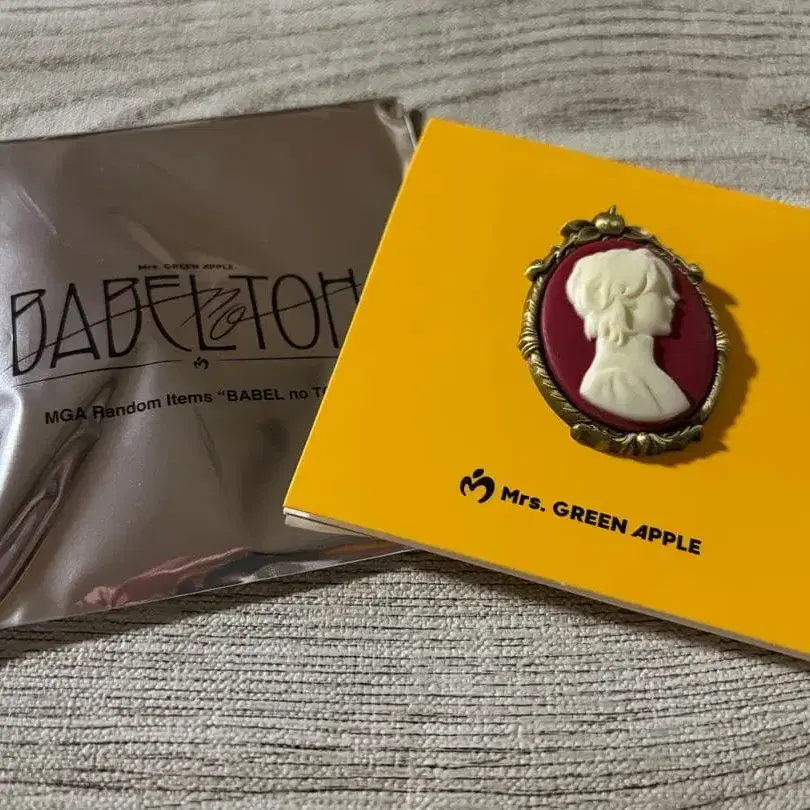 Mrs. GREEN APPLE
BABEL no TOH
MGA Random Items “BABEL no
Mrs. GREEN APPLE